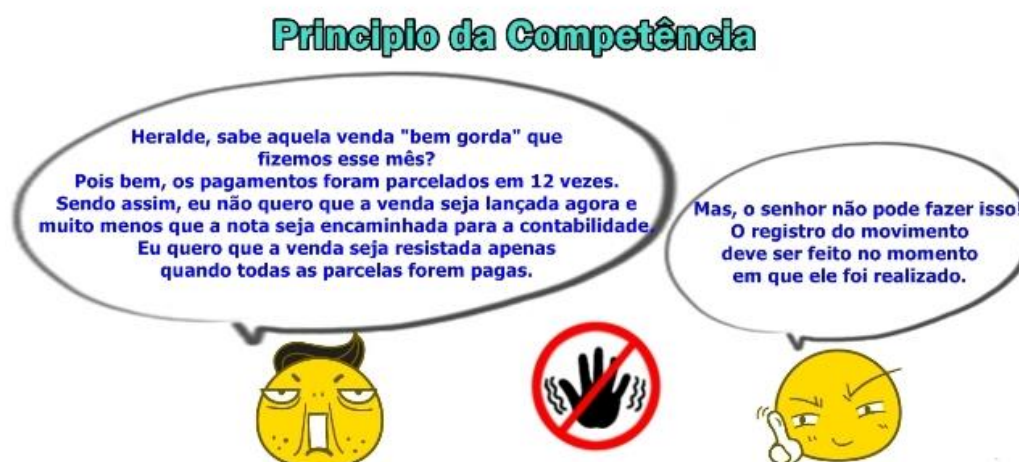 Principio da Competência
Heralde, sabe aquela venda "bem gorda" que
fizemos esse mês?
Pois bem, os pagamentos foram parcelados em 12 vezes.
Sendo assim, eu não quero que a venda seja lançada agora e
muito menos que a nota seja encaminhada para a contabilidade.
Eu quero que a venda seja resistada apenas
quando todas as parcelas forem pagas.
Mas, o senhor não pode fazer isso!
O registro do movimento
deve ser feito no momento
em que ele foi realizado.